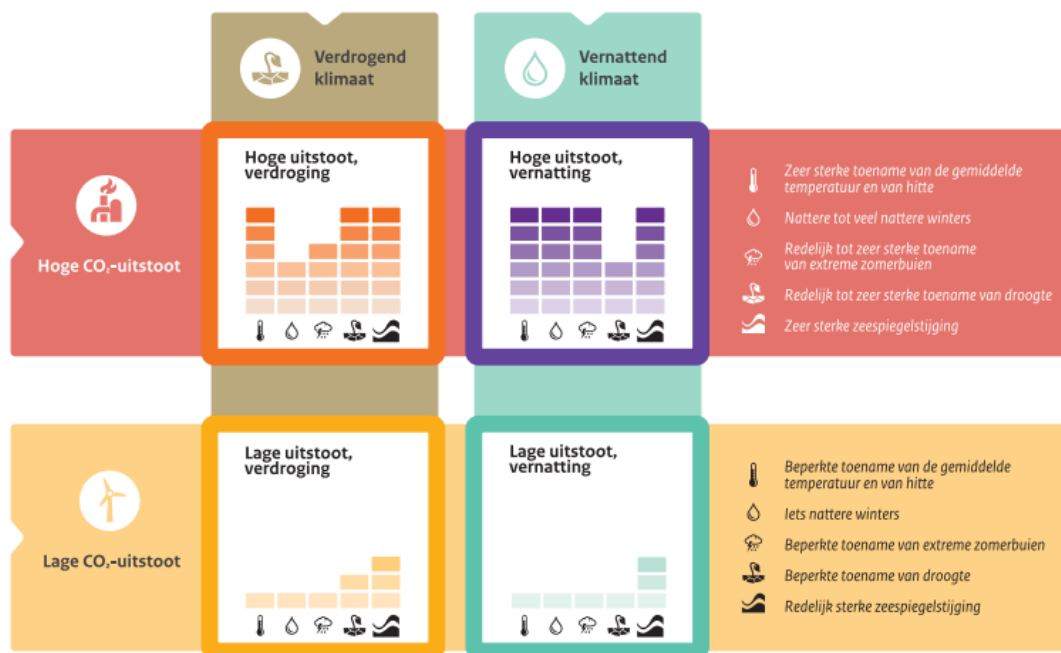 Verdrogend
klimaat
Vernattend
klimaat
Hoge CO₂-uitstoot
Hoge uitstoot,
verdroging
Hoge uitstoot,
vernatting
Zeer sterke toename van de gemiddelde
temperatuur en van hitte
Nattere tot veel nattere winters
Redelijk tot zeer sterke toename
van extreme zomerbuien
Redelijk tot zeer sterke toename van droogte
Zeer sterke zeespiegelstijging
Lage CO₂-uitstoot
Lage uitstoot,
verdroging
Lage uitstoot,
vernatting
Beperkte toename van de gemiddelde
temperatuur en van hitte
Iets nattere winters
Beperkte toename van extreme zomerbuien
Beperkte toename van droogte
Redelijk sterke zeespiegelstijging